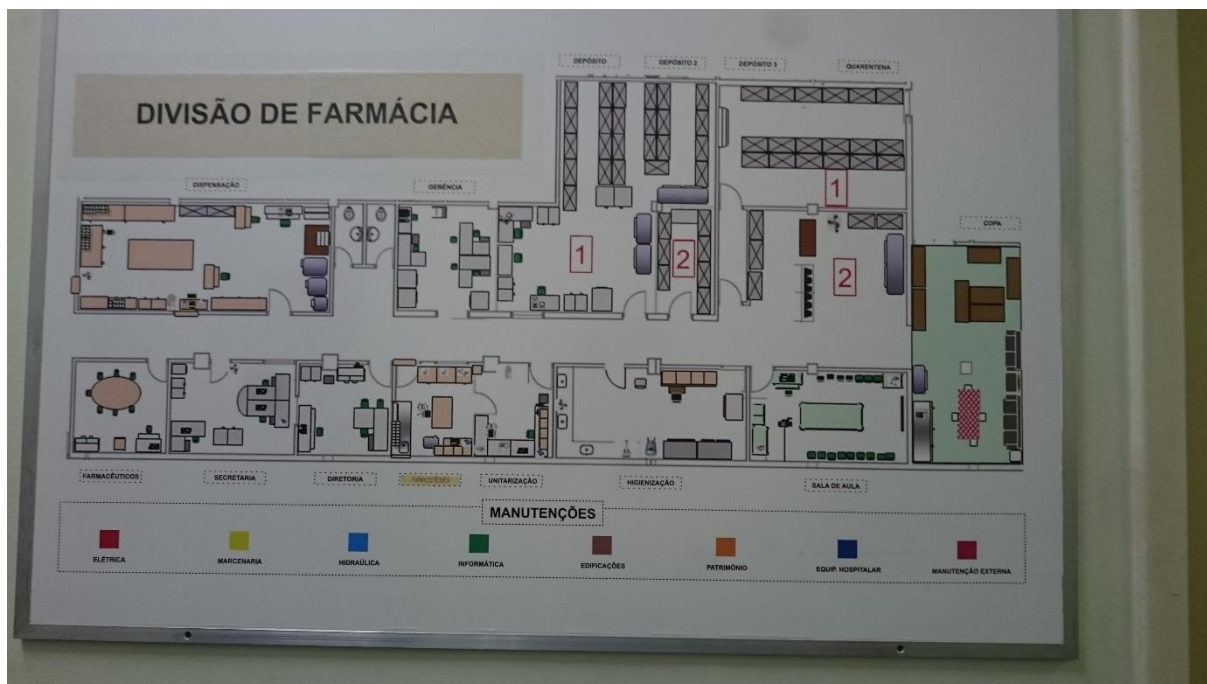 DEPÓSITO
DEPÓSITO 2
DEPÓSITO 3
QUARENTENA
DIVISÃO DE FARMÁCIA
DISPENSAÇÃO
GERÊNCIA
1
COPA
1
2
2
FARMACÊUTICOS
SECRETARIA
DIRETORIA
UNITARIZAÇÃO
HIGIENIZAÇÃO
SALA DE AULA
MANUTENÇÕES
ELÉTRICA
MARCENARIA
HIDRAÚLICA
INFORMÁTICA
EDIFICAÇÕES
PATRIMÔNIO
EQUIP. HOSPITALAR
MANUTENÇÃO EXTERNA